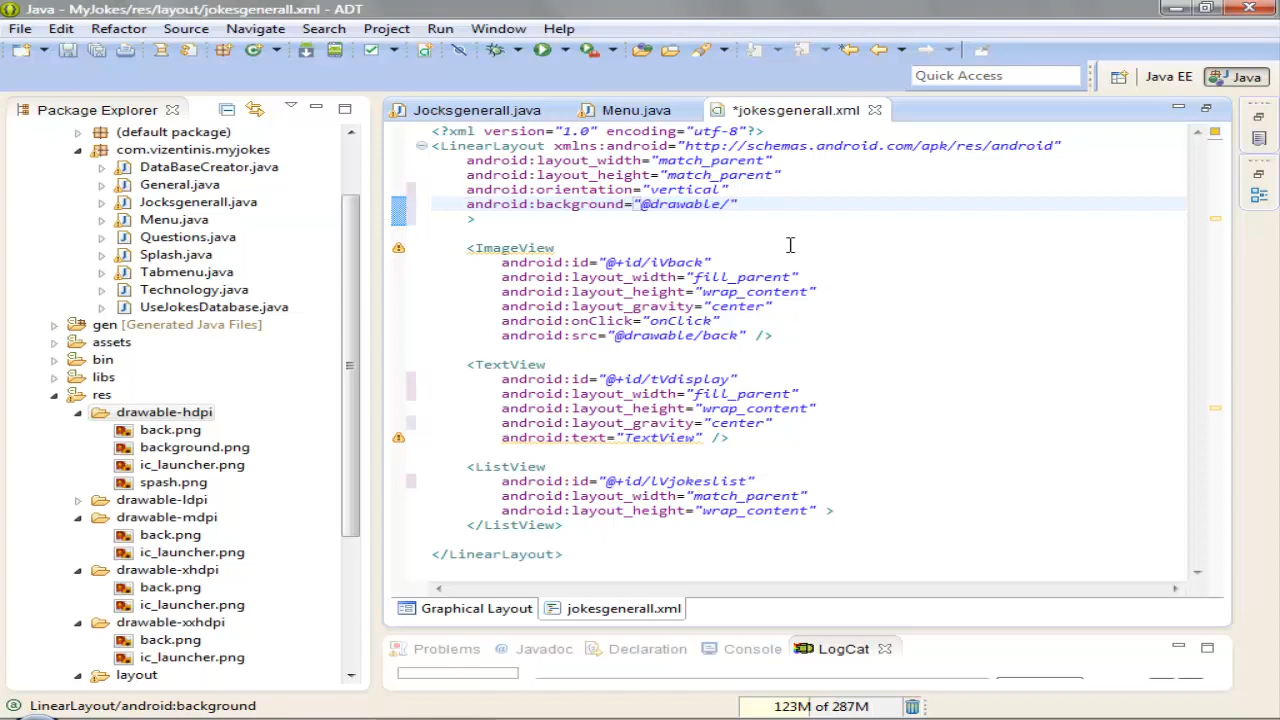 Java - MyJokes/res/layout/jokesgenerall.xml - ADT
File Edit Refactor Source Navigate Search Project Run Window Help
Quick Access Java EE Java
Package Explorer
Jocksgenerall.java Menu.java *jokesgenerall.xml
(default package)
com.vizentinis.myjokes
DataBaseCreator.java
General.java
Jocksgenerall.java
Menu.java
Questions.java
Splash.java
Tabmenu.java
Technology.java
UseJokesDatabase.java
gen [Generated Java Files]
assets
bin
libs
res
drawable-hdpi
back.png
background.png
ic_launcher.png
spash.png
drawable-ldpi
drawable-mdpi
back.png
ic_launcher.png
drawable-xhdpi
back.png
ic_launcher.png
drawable-xxhdpi
back.png
ic_launcher.png
layout
<?xml version="1.0" encoding="utf-8"?>
<LinearLayout xmlns:android="http://schemas.android.com/apk/res/android"
android:layout_width="match_parent"
android:layout_height="match_parent"
android:orientation="vertical"
android:background="@drawable/"
>
<ImageView
android:id="@+id/iVback"
android:layout_width="fill_parent"
android:layout_height="wrap_content"
android:layout_gravity="center"
android:onClick="onClick"
android:src="@drawable/back" />
<TextView
android:id="@+id/tVdisplay"
android:layout_width="fill_parent"
android:layout_height="wrap_content"
android:layout_gravity="center"
android:text="TextView" />
<ListView
android:id="@+id/lVjokeslist"
android:layout_width="match_parent"
android:layout_height="wrap_content" >
</ListView>
</LinearLayout>
Graphical Layout jokesgenerall.xml
Problems @ Javadoc Declaration Console LogCat
LinearLayout/android:background
123M of 287M